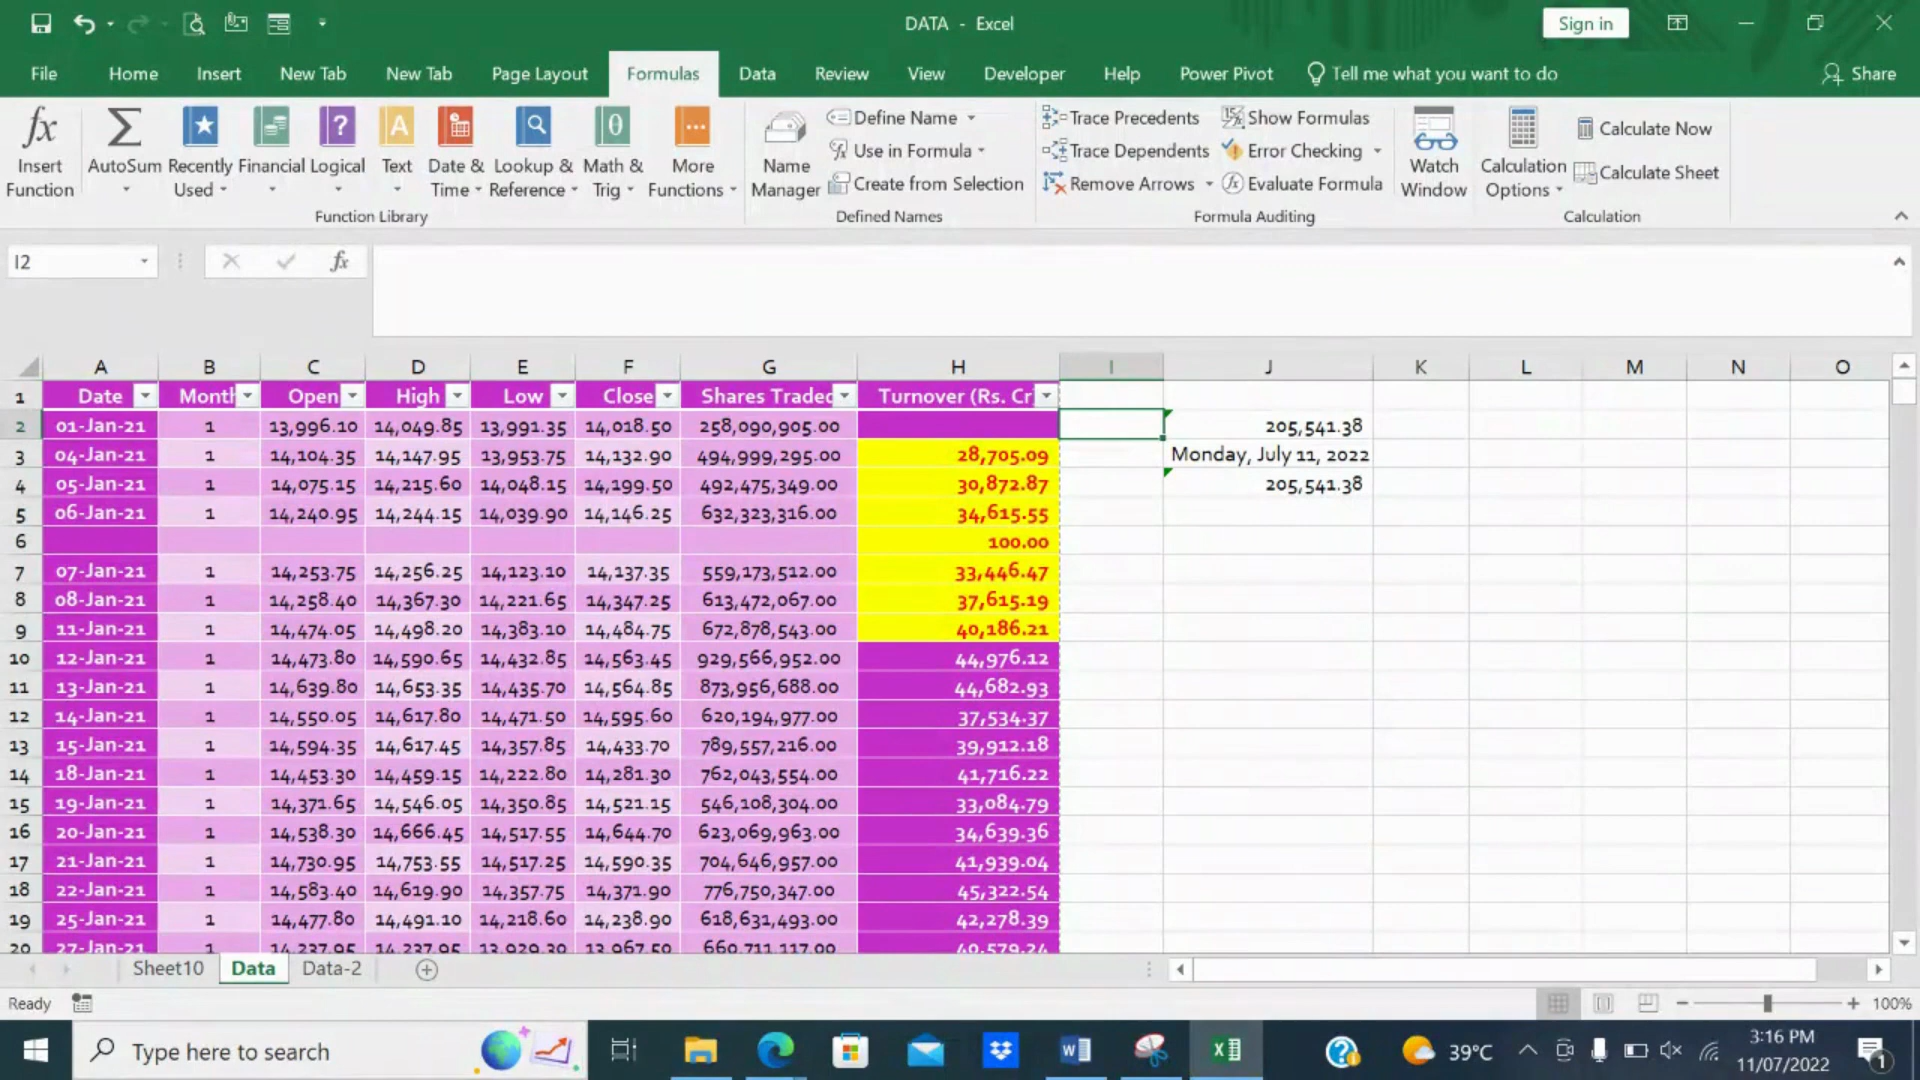 DATA - Excel
Sign in
File Home Insert New Tab New Tab Page Layout Formulas Data Review View Developer Help Power Pivot Tell me what you want to do Share
Insert Function
AutoSum
Recently Used
Financial
Logical
Text
Date & Time
Lookup & Reference
Math & Trig
More Functions
Function Library
Name Manager
Define Name
Use in Formula
Create from Selection
Defined Names
Trace Precedents
Trace Dependents
Remove Arrows
Show Formulas
Error Checking
Evaluate Formula
Formula Auditing
Watch Window
Calculation Options
Calculate Now
Calculate Sheet
Calculation
I2 fx
A B C D E F G H I J K L M N O
1 Date Month Open High Low Close Shares Traded Turnover (Rs. Cr
2 01-Jan-21 1 13,996.10 14,049.85 13,991.35 14,018.50 258,090,905.00 205,541.38
3 04-Jan-21 1 14,104.35 14,147.95 13,953.75 14,132.90 494,999,295.00 28,705.09 Monday, July 11, 2022
4 05-Jan-21 1 14,075.15 14,215.60 14,048.15 14,199.50 492,475,349.00 30,872.87 205,541.38
5 06-Jan-21 1 14,240.95 14,244.15 14,039.90 14,146.25 632,323,316.00 34,615.55
6 100.00
7 07-Jan-21 1 14,253.75 14,256.25 14,123.10 14,137.35 559,173,512.00 33,446.47
8 08-Jan-21 1 14,258.40 14,367.30 14,221.65 14,347.25 613,472,067.00 37,615.19
9 11-Jan-21 1 14,474.05 14,498.20 14,383.10 14,484.75 672,878,543.00 40,186.21
10 12-Jan-21 1 14,473.80 14,590.65 14,432.85 14,563.45 929,566,952.00 44,976.12
11 13-Jan-21 1 14,639.80 14,653.35 14,435.70 14,564.85 873,956,688.00 44,682.93
12 14-Jan-21 1 14,550.05 14,617.80 14,471.50 14,595.60 620,194,977.00 37,534.37
13 15-Jan-21 1 14,594.35 14,617.45 14,357.85 14,433.70 789,557,216.00 39,912.18
14 18-Jan-21 1 14,453.30 14,459.15 14,222.80 14,281.30 762,043,554.00 41,716.22
15 19-Jan-21 1 14,371.65 14,546.05 14,350.85 14,521.15 546,108,304.00 33,084.79
16 20-Jan-21 1 14,538.30 14,666.45 14,517.55 14,644.70 623,069,963.00 34,639.36
17 21-Jan-21 1 14,730.95 14,753.55 14,517.25 14,590.35 704,646,957.00 41,939.04
18 22-Jan-21 1 14,583.40 14,619.90 14,357.75 14,371.90 776,750,347.00 45,322.54
19 25-Jan-21 1 14,477.80 14,491.10 14,218.60 14,238.90 618,631,493.00 42,278.39
20 27-Jan-21 1 14,237.95 14,237.95 13,929.30 13,967.50 660,711,117.00 40,579.24
Sheet10 Data Data-2
Ready 100%
Type here to search
39°C
3:16 PM
11/07/2022
1